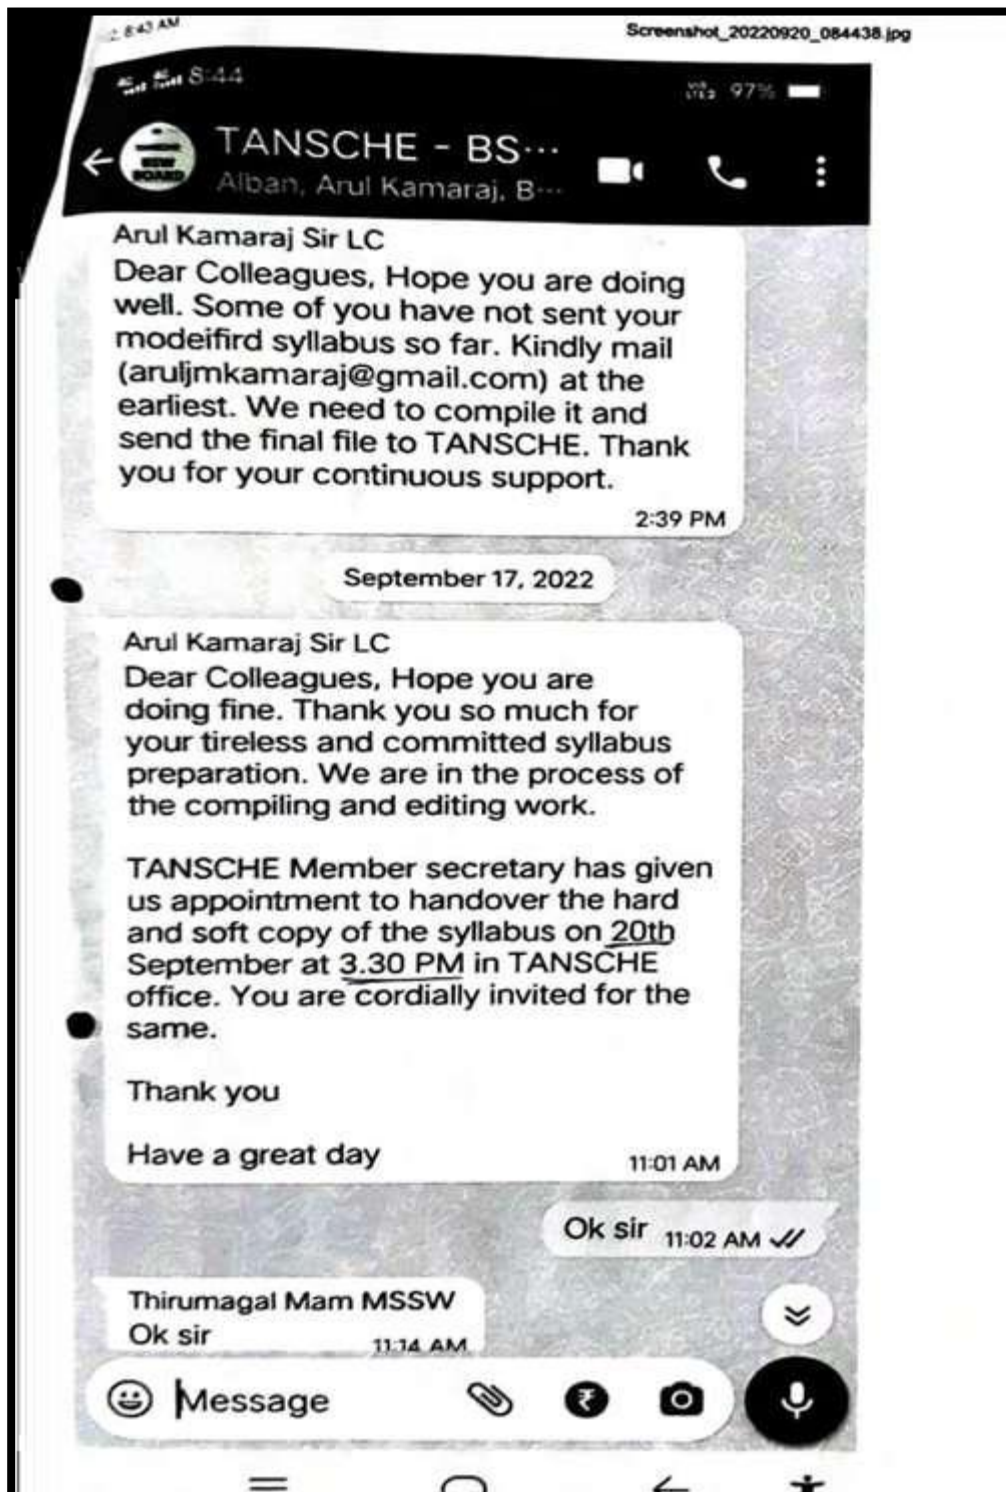 8:43 AM
Screenshot_20220920_084438.jpg
8:44
97%
TANSCHE - BS...
Alban, Arul Kamaraj, B...
Arul Kamaraj Sir LC
Dear Colleagues, Hope you are doing
well. Some of you have not sent your
modeifird syllabus so far. Kindly mail
(aruljmkamaraj@gmail.com) at the
earliest. We need to compile it and
send the final file to TANSCHE. Thank
you for your continuous support.
2:39 PM
September 17, 2022
Arul Kamaraj Sir LC
Dear Colleagues, Hope you are
doing fine. Thank you so much for
your tireless and committed syllabus
preparation. We are in the process of
the compiling and editing work.
TANSCHE Member secretary has given
us appointment to handover the hard
and soft copy of the syllabus on 20th
September at 3.30 PM in TANSCHE
office. You are cordially invited for the
same.
Thank you
Have a great day
11:01 AM
Ok sir 11:02 AM
Thirumagal Mam MSSW
Ok sir
11:14 AM
Message